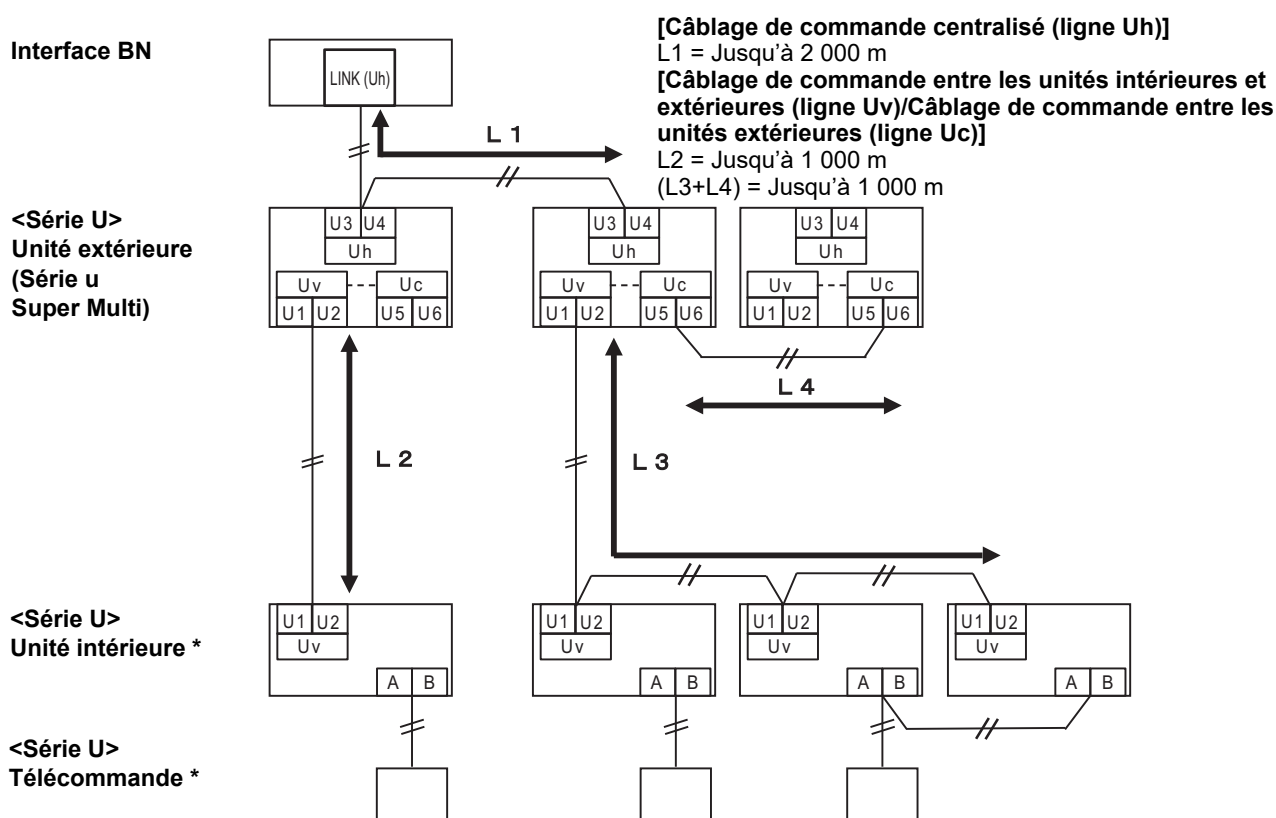 Interface BN
LINK (Uh)
[Câblage de commande centralisé (ligne Uh)]
L1 = Jusqu'à 2 000 m
[Câblage de commande entre les unités intérieures et
extérieures (ligne Uv)/Câblage de commande entre les
unités extérieures (ligne Uc)]
L2 = Jusqu'à 1 000 m
(L3+L4) = Jusqu'à 1 000 m
L 1
<Série U>
Unité extérieure
(Série u
Super Multi)
U3 U4
Uh
Uv Uc
U1 U2 U5 U6
U3 U4
Uh
Uv Uc
U1 U2 U5 U6
U3 U4
Uh
Uv Uc
U1 U2 U5 U6
L 4
L 2
L 3
<Série U>
Unité intérieure *
U1 U2
Uv
A B
U1 U2
Uv
A B
U1 U2
Uv
A B
U1 U2
Uv
A B
<Série U>
Télécommande *